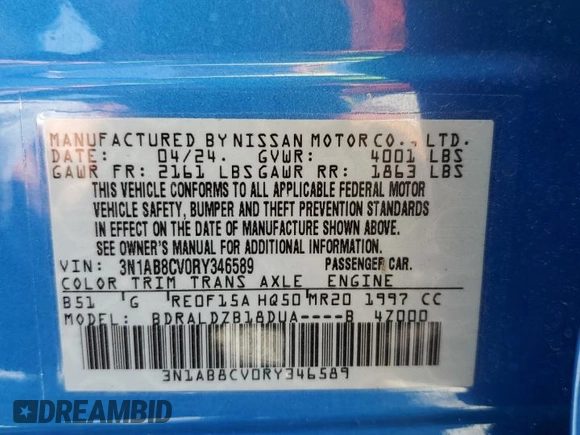 MANUFACTURED BY NISSAN MOTOR CO., LTD.
DATE: 04/24. GVWR: 4001 LBS
GAWR FR: 2161 LBS GAWR RR: 1863 LBS
THIS VEHICLE CONFORMS TO ALL APPLICABLE FEDERAL MOTOR
VEHICLE SAFETY, BUMPER AND THEFT PREVENTION STANDARDS
IN EFFECT ON THE DATE OF MANUFACTURE SHOWN ABOVE.
SEE OWNER'S MANUAL FOR ADDITIONAL INFORMATION.
VIN: 3N1AB8CV0RY346589 PASSENGER CAR.
COLOR TRIM TRANS AXLE ENGINE
B51 G RE0F15A HQ50 MR20 1997 CC
MODEL: BDRALDZB18DUA----B 4Z000
3N1AB8CV0RY346589
DREAMBID